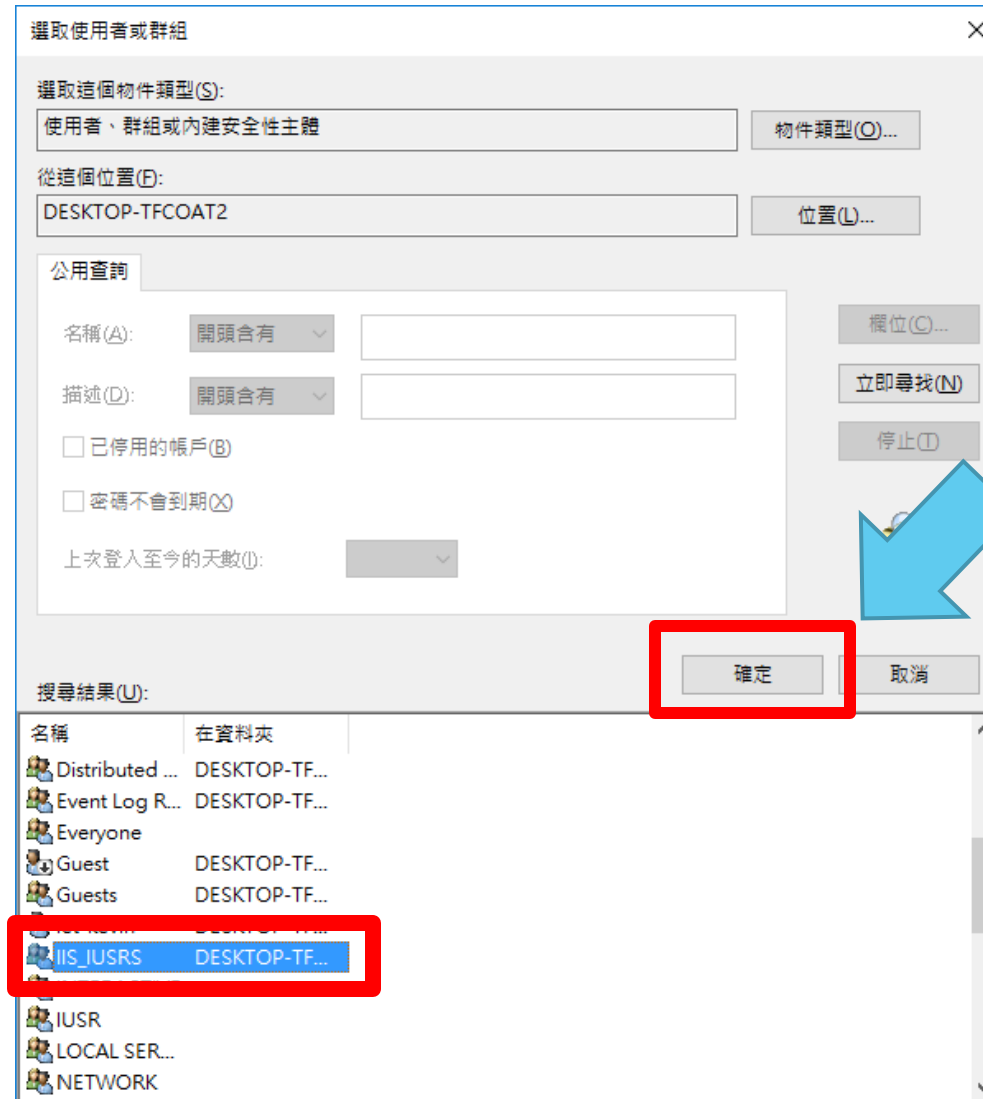 選取使用者或群組
選取這個物件類型(S):
使用者、群組或內建安全性主體
物件類型(O)...
從這個位置(F):
DESKTOP-TFCOAT2
位置(L)...
公用查詢
名稱(A): 開頭含有
欄位(C)...
描述(D): 開頭含有
立即尋找(N)
已停用的帳戶(B)
停止(T)
密碼不會到期(X)
上次登入至今的天數(I):
確定 取消
搜尋結果(U):
名稱 在資料夾
Distributed ... DESKTOP-TF...
Event Log R... DESKTOP-TF...
Everyone
Guest DESKTOP-TF...
Guests DESKTOP-TF...
IIS_IUSRS DESKTOP-TF...
IUSR
LOCAL SER...
NETWORK